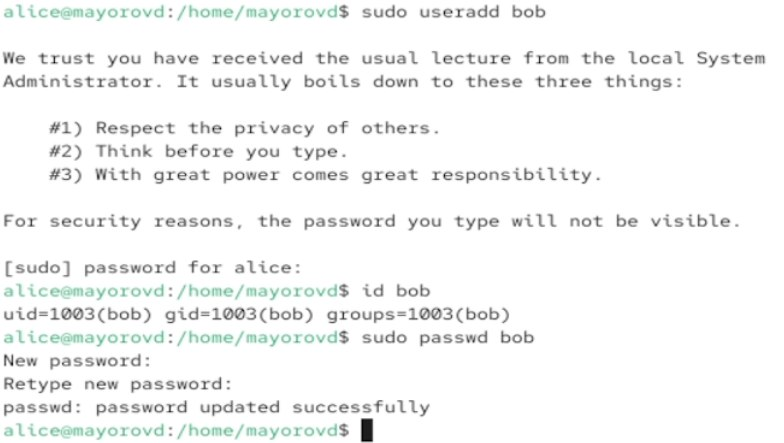 alice@mayorovd:/home/mayorovd$ sudo useradd bob
We trust you have received the usual lecture from the local System
Administrator. It usually boils down to these three things:
#1) Respect the privacy of others.
#2) Think before you type.
#3) With great power comes great responsibility.
For security reasons, the password you type will not be visible.
[sudo] password for alice:
alice@mayorovd:/home/mayorovd$ id bob
uid=1003(bob) gid=1003(bob) groups=1003(bob)
alice@mayorovd:/home/mayorovd$ sudo passwd bob
New password:
Retype new password:
passwd: password updated successfully
alice@mayorovd:/home/mayorovd$